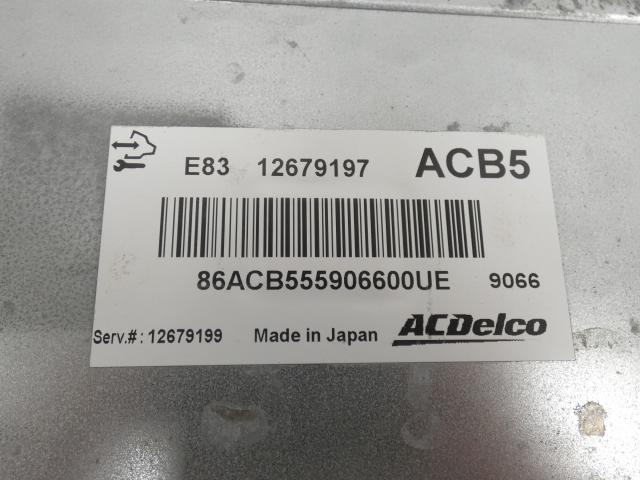 E83 12679197 ACB5
86ACB555906600UE 9066
Serv.#: 12679199 Made in Japan ACDelco